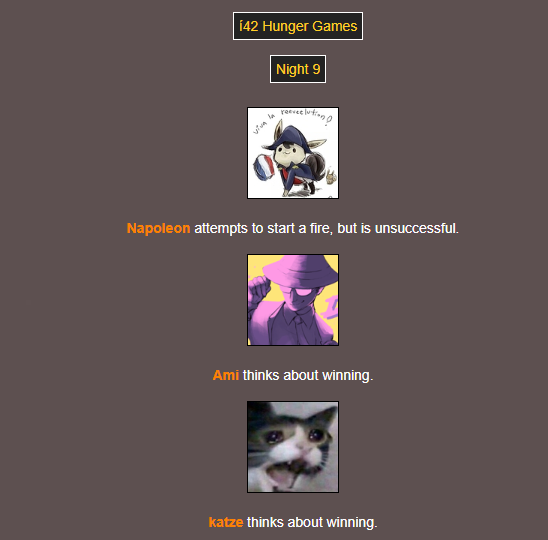 í42 Hunger Games
Night 9
viva la reeveelution!
Napoleon attempts to start a fire, but is unsuccessful.
Ami thinks about winning.
katze thinks about winning.